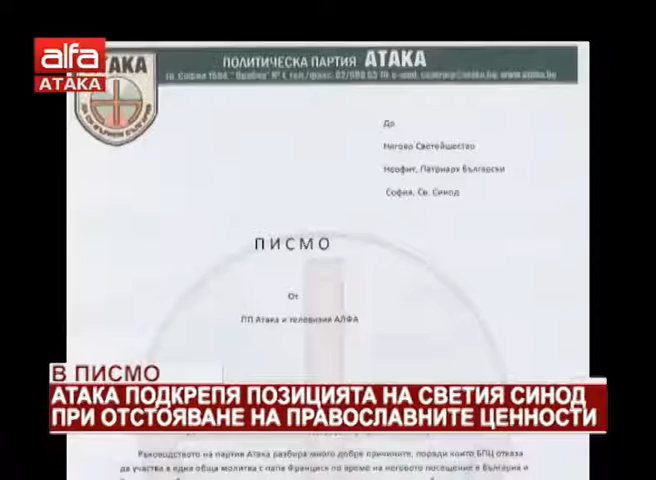 alfa
АТАКА
АТАКА
ПОЛИТИЧЕСКА ПАРТИЯ АТАКА
До
Негово Светейшество
Неофит, Патриарх Български
София, Св. Синод
ПИСМО
От
ПП Атака и телевизия АЛФА
В ПИСМО
АТАКА ПОДКРЕПЯ ПОЗИЦИЯТА НА СВЕТИЯ СИНОД
ПРИ ОТСТОЯВАНЕ НА ПРАВОСЛАВНИТЕ ЦЕННОСТИ
Ръководството на партия Атака разбира много добре причините, поради които БПЦ отказа
да участва в една обща молитва с папа Франциск по време на неговото посещение в България и